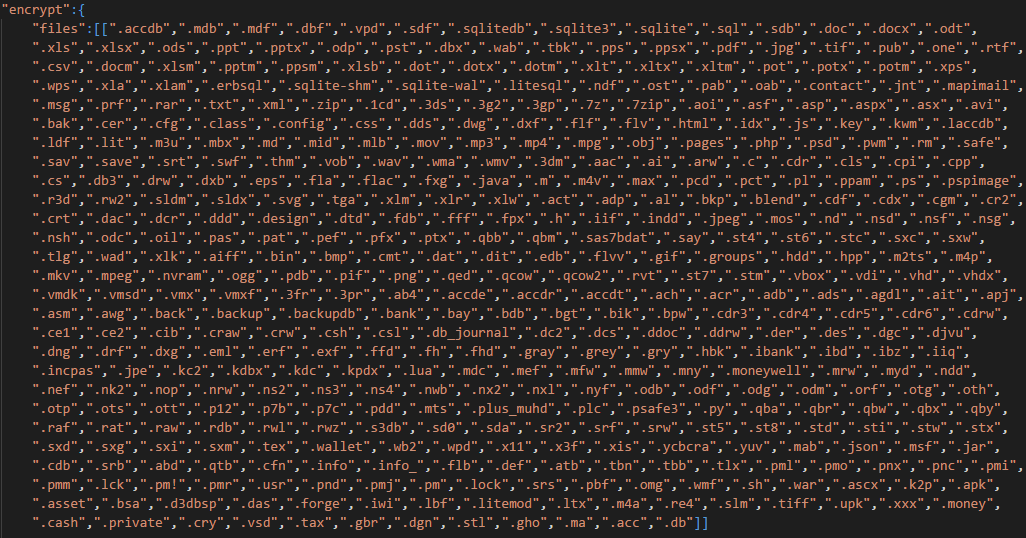 "encrypt":{
"files":[[".accdb",".mdb",".mdf",".dbf",".vpd",".sdf",".sqlitedb",".sqlite3",".sqlite",".sql",".sdb",".doc",".docx",".odt",
".xls",".xlsx",".ods",".ppt",".pptx",".odp",".pst",".dbx",".wab",".tbk",".pps",".ppsx",".pdf",".jpg",".tif",".pub",".one",".rtf",
".csv",".docm",".xlsm",".pptm",".ppsm",".xlsb",".dot",".dotx",".dotm",".xlt",".xltx",".xltm",".pot",".potx",".potm",".xps",
".wps",".xla",".xlam",".erbsql",".sqlite-shm",".sqlite-wal",".litesql",".ndf",".ost",".pab",".oab",".contact",".jnt",".mapimail",
".msg",".prf",".rar",".txt",".xml",".zip",".1cd",".3ds",".3g2",".3gp",".7z",".7zip",".aoi",".asf",".asp",".aspx",".asx",".avi",
".bak",".cer",".cfg",".class",".config",".css",".dds",".dwg",".dxf",".flf",".flv",".html",".idx",".js",".key",".kwm",".laccdb",
".ldf",".lit",".m3u",".mbx",".md",".mid",".mlb",".mov",".mp3",".mp4",".mpg",".obj",".pages",".php",".psd",".pwm",".rm",".safe",
".sav",".save",".srt",".swf",".thm",".vob",".wav",".wma",".wmv",".3dm",".aac",".ai",".arw",".c",".cdr",".cls",".cpi",".cpp",
".cs",".db3",".drw",".dxb",".eps",".fla",".flac",".fxg",".java",".m",".m4v",".max",".pcd",".pct",".pl",".ppam",".ps",".pspimage",
".r3d",".rw2",".sldm",".sldx",".svg",".tga",".xlm",".xlr",".xlw",".act",".adp",".al",".bkp",".blend",".cdf",".cdx",".cgm",".cr2",
".crt",".dac",".dcr",".ddd",".design",".dtd",".fdb",".fff",".fpx",".h",".iif",".indd",".jpeg",".mos",".nd",".nsd",".nsf",".nsg",
".nsh",".odc",".oil",".pas",".pat",".pef",".pfx",".ptx",".qbb",".qbm",".sas7bdat",".say",".st4",".st6",".stc",".sxc",".sxw",
".tlg",".wad",".xlk",".aiff",".bin",".bmp",".cmt",".dat",".dit",".edb",".flvv",".gif",".groups",".hdd",".hpp",".m2ts",".m4p",
".mkv",".mpeg",".nvram",".ogg",".pdb",".pif",".png",".qed",".qcow",".qcow2",".rvt",".st7",".stm",".vbox",".vdi",".vhd",".vhdx",
".vmdk",".vmsd",".vmx",".vmxf",".3fr",".3pr",".ab4",".accde",".accdr",".accdt",".ach",".acr",".adb",".ads",".agdl",".ait",".apj",
".asm",".awg",".back",".backup",".backupdb",".bank",".bay",".bdb",".bgt",".bik",".bpw",".cdr3",".cdr4",".cdr5",".cdr6",".cdrw",
".ce1",".ce2",".cib",".craw",".crw",".csh",".csl",".db_journal",".dc2",".dcs",".ddoc",".ddrw",".der",".des",".dgc",".djvu",
".dng",".drf",".dxg",".eml",".erf",".exf",".ffd",".fh",".fhd",".gray",".grey",".gry",".hbk",".ibank",".ibd",".ibz",".iiq",
".incpas",".jpe",".kc2",".kdbx",".kdc",".kpdx",".lua",".mdc",".mef",".mfw",".mmw",".mny",".moneywell",".mrw",".myd",".ndd",
".nef",".nk2",".nop",".nrw",".ns2",".ns3",".ns4",".nwb",".nx2",".nxl",".nyf",".odb",".odf",".odg",".odm",".orf",".otg",".oth",
".otp",".ots",".ott",".p12",".p7b",".p7c",".pdd",".mts",".plus_muhd",".plc",".psafe3",".py",".qba",".qbr",".qbw",".qbx",".qby",
".raf",".rat",".raw",".rdb",".rwl",".rwz",".s3db",".sd0",".sda",".sr2",".srf",".srw",".st5",".st8",".std",".sti",".stw",".stx",
".sxd",".sxg",".sxi",".sxm",".tex",".wallet",".wb2",".wpd",".x11",".x3f",".xis",".ycbcra",".yuv",".mab",".json",".msf",".jar",
".cdb",".srb",".abd",".qtb",".cfn",".info",".info_",".flb",".def",".atb",".tbn",".tbb",".tlx",".pml",".pmo",".pnx",".pnc",".pmi",
".pmm",".lck",".pm!",".pmr",".usr",".pnd",".pmj",".pm",".lock",".srs",".pbf",".omg",".wmf",".sh",".war",".ascx",".k2p",".apk",
".asset",".bsa",".d3dbsp",".das",".forge",".iwi",".lbf",".litemod",".ltx",".m4a",".re4",".slm",".tiff",".upk",".xxx",".money",
".cash",".private",".cry",".vsd",".tax",".gbr",".dgn",".stl",".gho",".ma",".acc",".db"]]